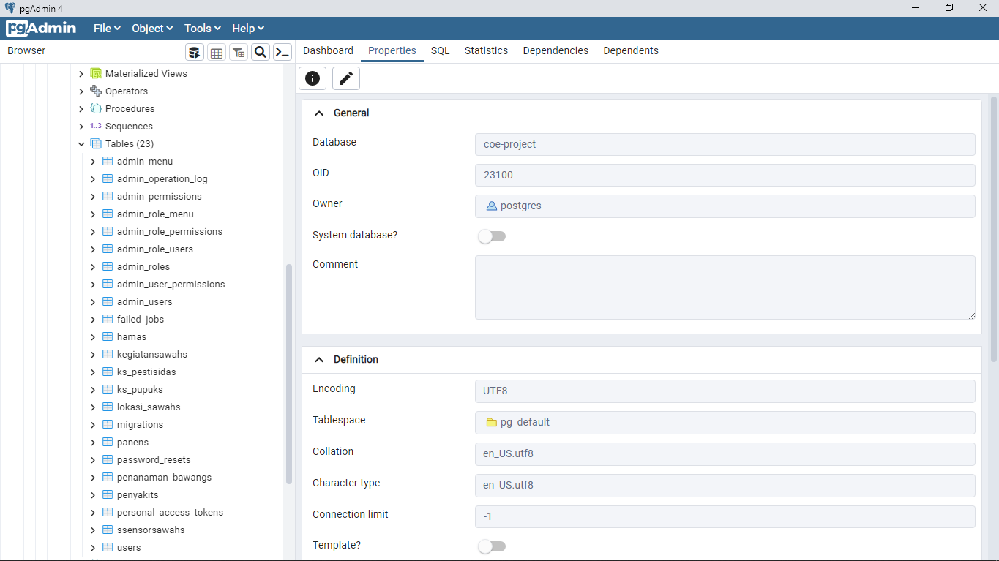 pgAdmin 4
pgAdmin File Object Tools Help
Browser
Dashboard Properties SQL Statistics Dependencies Dependents
Materialized Views
Operators
Procedures
1..3 Sequences
Tables (23)
admin_menu
admin_operation_log
admin_permissions
admin_role_menu
admin_role_permissions
admin_role_users
admin_roles
admin_user_permissions
admin_users
failed_jobs
hamas
kegiatansawahs
ks_pestisidas
ks_pupuks
lokasi_sawahs
migrations
panens
password_resets
penanaman_bawangs
penyakits
personal_access_tokens
ssensorsawahs
users
General
Database coe-project
OID 23100
Owner postgres
System database?
Comment
Definition
Encoding UTF8
Tablespace pg_default
Collation en_US.utf8
Character type en_US.utf8
Connection limit -1
Template?